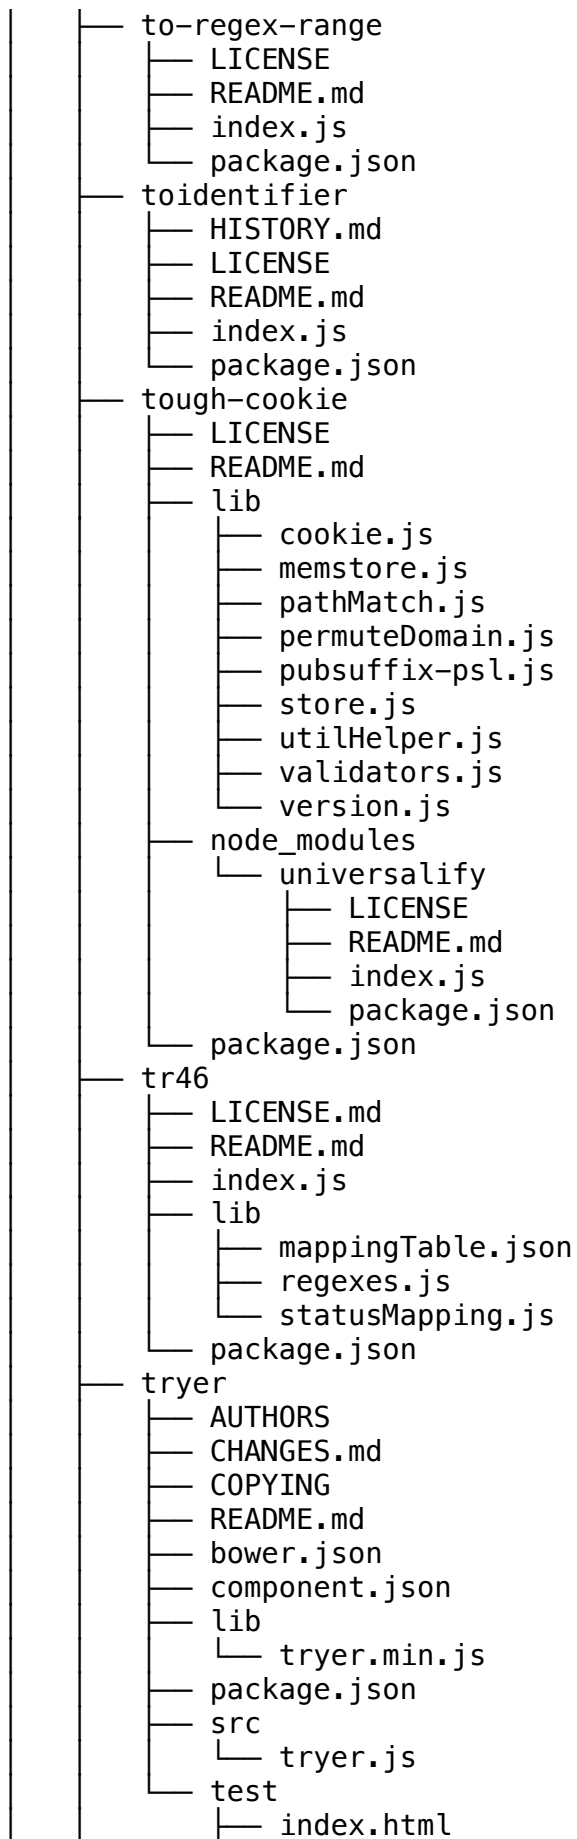 │   ├── to-regex-range
│   │   ├── LICENSE
│   │   ├── README.md
│   │   ├── index.js
│   │   └── package.json
│   ├── toidentifier
│   │   ├── HISTORY.md
│   │   ├── LICENSE
│   │   ├── README.md
│   │   ├── index.js
│   │   └── package.json
│   ├── tough-cookie
│   │   ├── LICENSE
│   │   ├── README.md
│   │   ├── lib
│   │   │   ├── cookie.js
│   │   │   ├── memstore.js
│   │   │   ├── pathMatch.js
│   │   │   ├── permuteDomain.js
│   │   │   ├── pubsuffix-psl.js
│   │   │   ├── store.js
│   │   │   ├── utilHelper.js
│   │   │   ├── validators.js
│   │   │   └── version.js
│   │   ├── node_modules
│   │   │   └── universalify
│   │   │       ├── LICENSE
│   │   │       ├── README.md
│   │   │       ├── index.js
│   │   │       └── package.json
│   │   └── package.json
│   ├── tr46
│   │   ├── LICENSE.md
│   │   ├── README.md
│   │   ├── index.js
│   │   ├── lib
│   │   │   ├── mappingTable.json
│   │   │   ├── regexes.js
│   │   │   └── statusMapping.js
│   │   └── package.json
│   ├── tryer
│   │   ├── AUTHORS
│   │   ├── CHANGES.md
│   │   ├── COPYING
│   │   ├── README.md
│   │   ├── bower.json
│   │   ├── component.json
│   │   ├── lib
│   │   │   └── tryer.min.js
│   │   ├── package.json
│   │   ├── src
│   │   │   └── tryer.js
│   │   └── test
│   │       ├── index.html